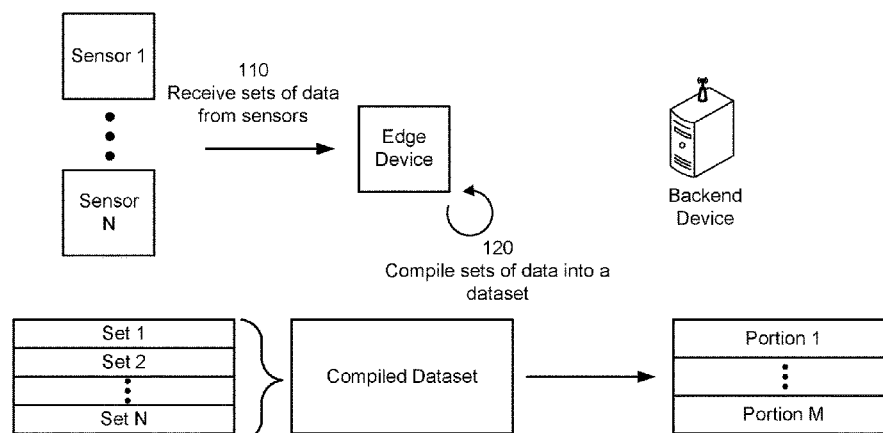 Sensor 1
110
Receive sets of data
from sensors
Edge
Device
Sensor
N
Backend
Device
120
Compile sets of data into a
dataset
Set 1
Set 2
Set N
Compiled Dataset
Portion 1
Portion M